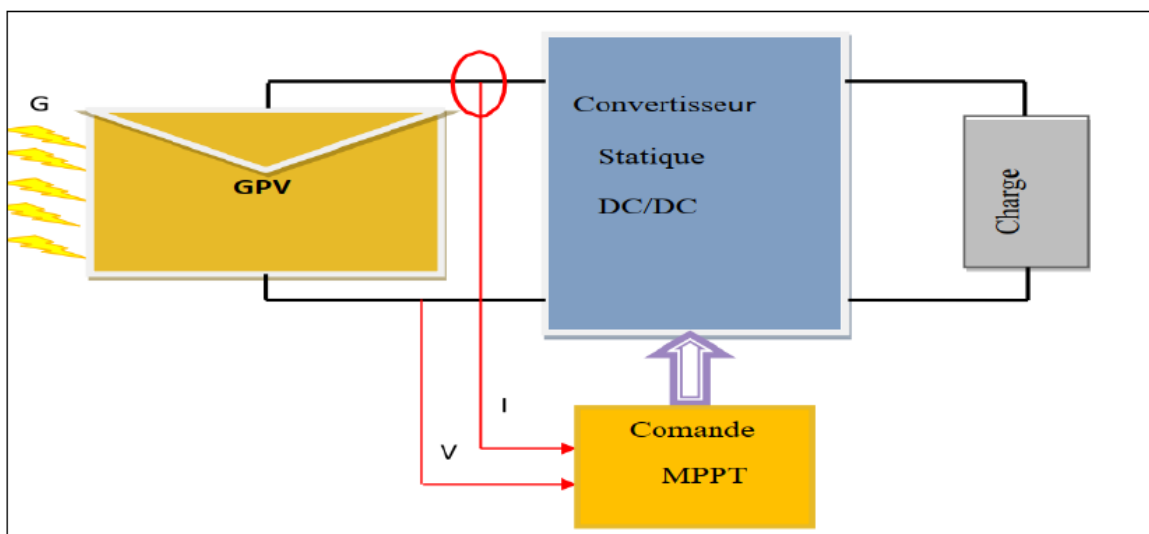 G
GPV
Convertisseur
Statique
DC/DC
Charge
I
V
Comande
MPPT